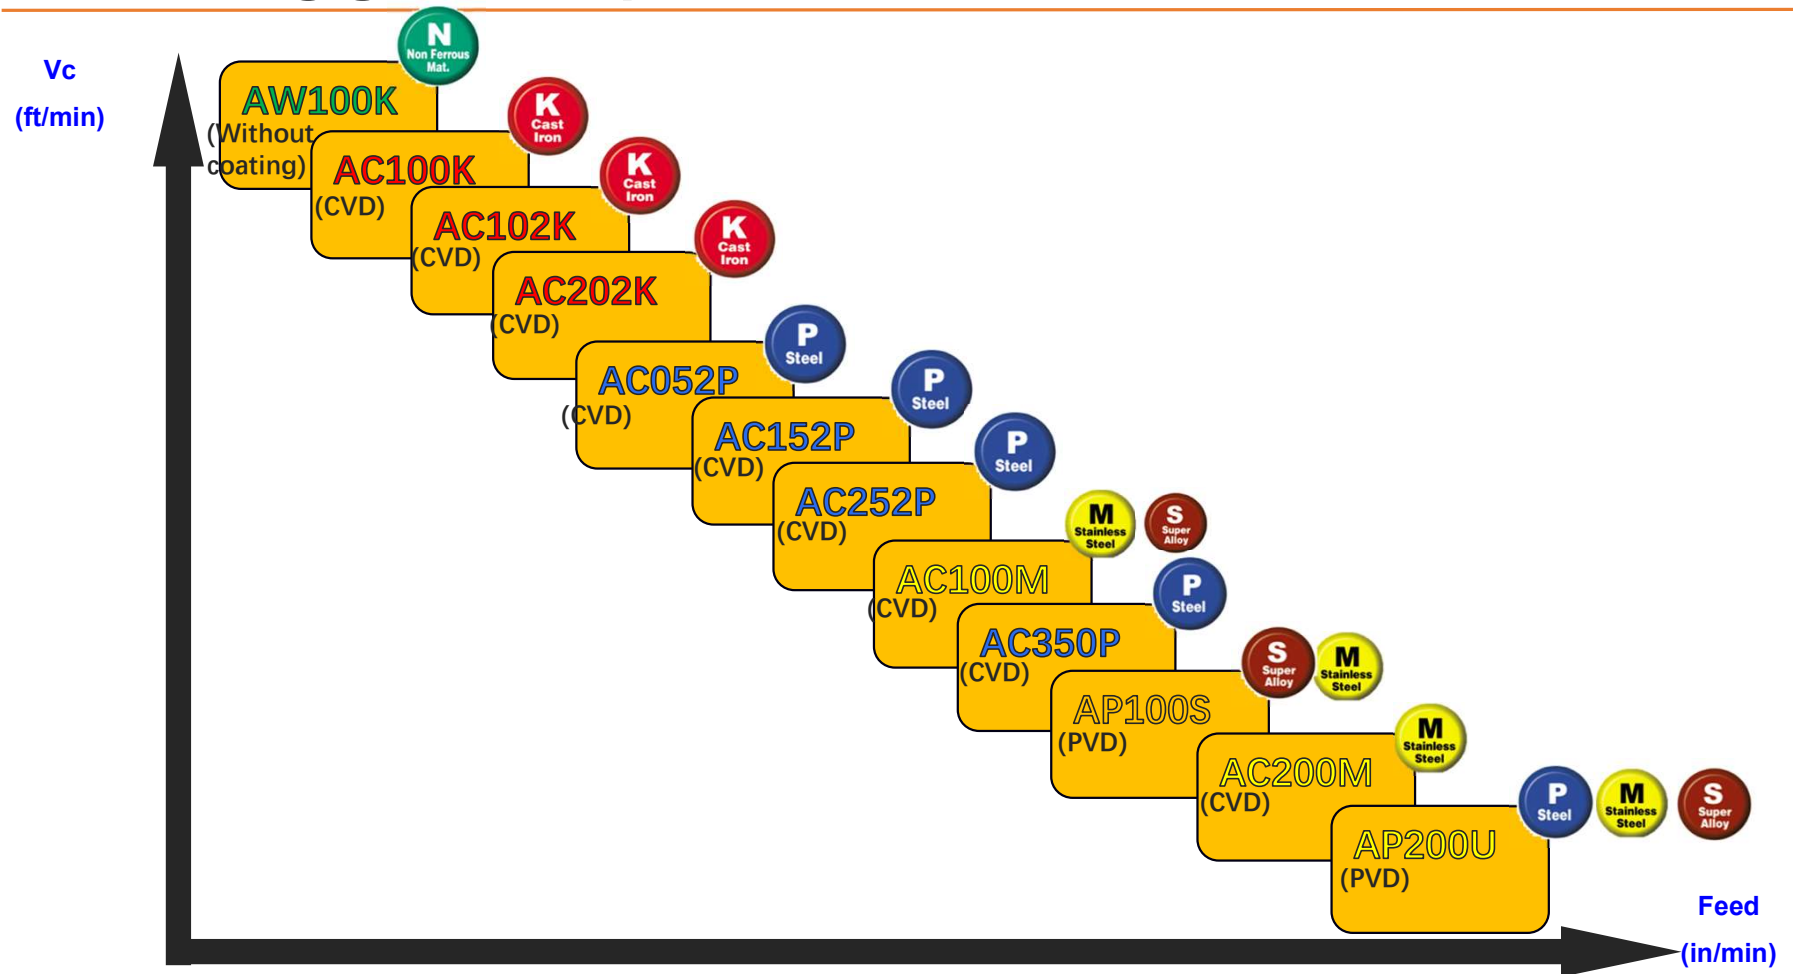 Vc
(ft/min)
N
Non Ferrous
Mat.
AW100K
(Without
coating)
K
Cast
Iron
AC100K
(CVD)
K
Cast
Iron
AC102K
(CVD)
K
Cast
Iron
AC202K
(CVD)
P
Steel
AC052P
(CVD)
P
Steel
AC152P
(CVD)
P
Steel
AC252P
(CVD)
M
Stainless
Steel
S
Super
Alloy
AC100M
(CVD)
P
Steel
AC350P
(CVD)
S
Super
Alloy
M
Stainless
Steel
AP100S
(PVD)
M
Stainless
Steel
AC200M
(CVD)
P
Steel
M
Stainless
Steel
S
Super
Alloy
AP200U
(PVD)
Feed
(in/min)